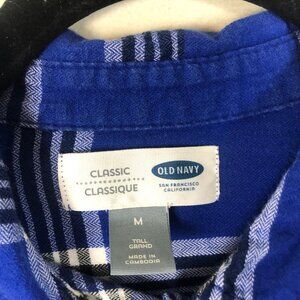 CLASSIC
CLASSIQUE
OLD NAVY
SAN FRANCISCO
CALIFORNIA
M
TALL
GRAND
MADE IN
CAMBODIA